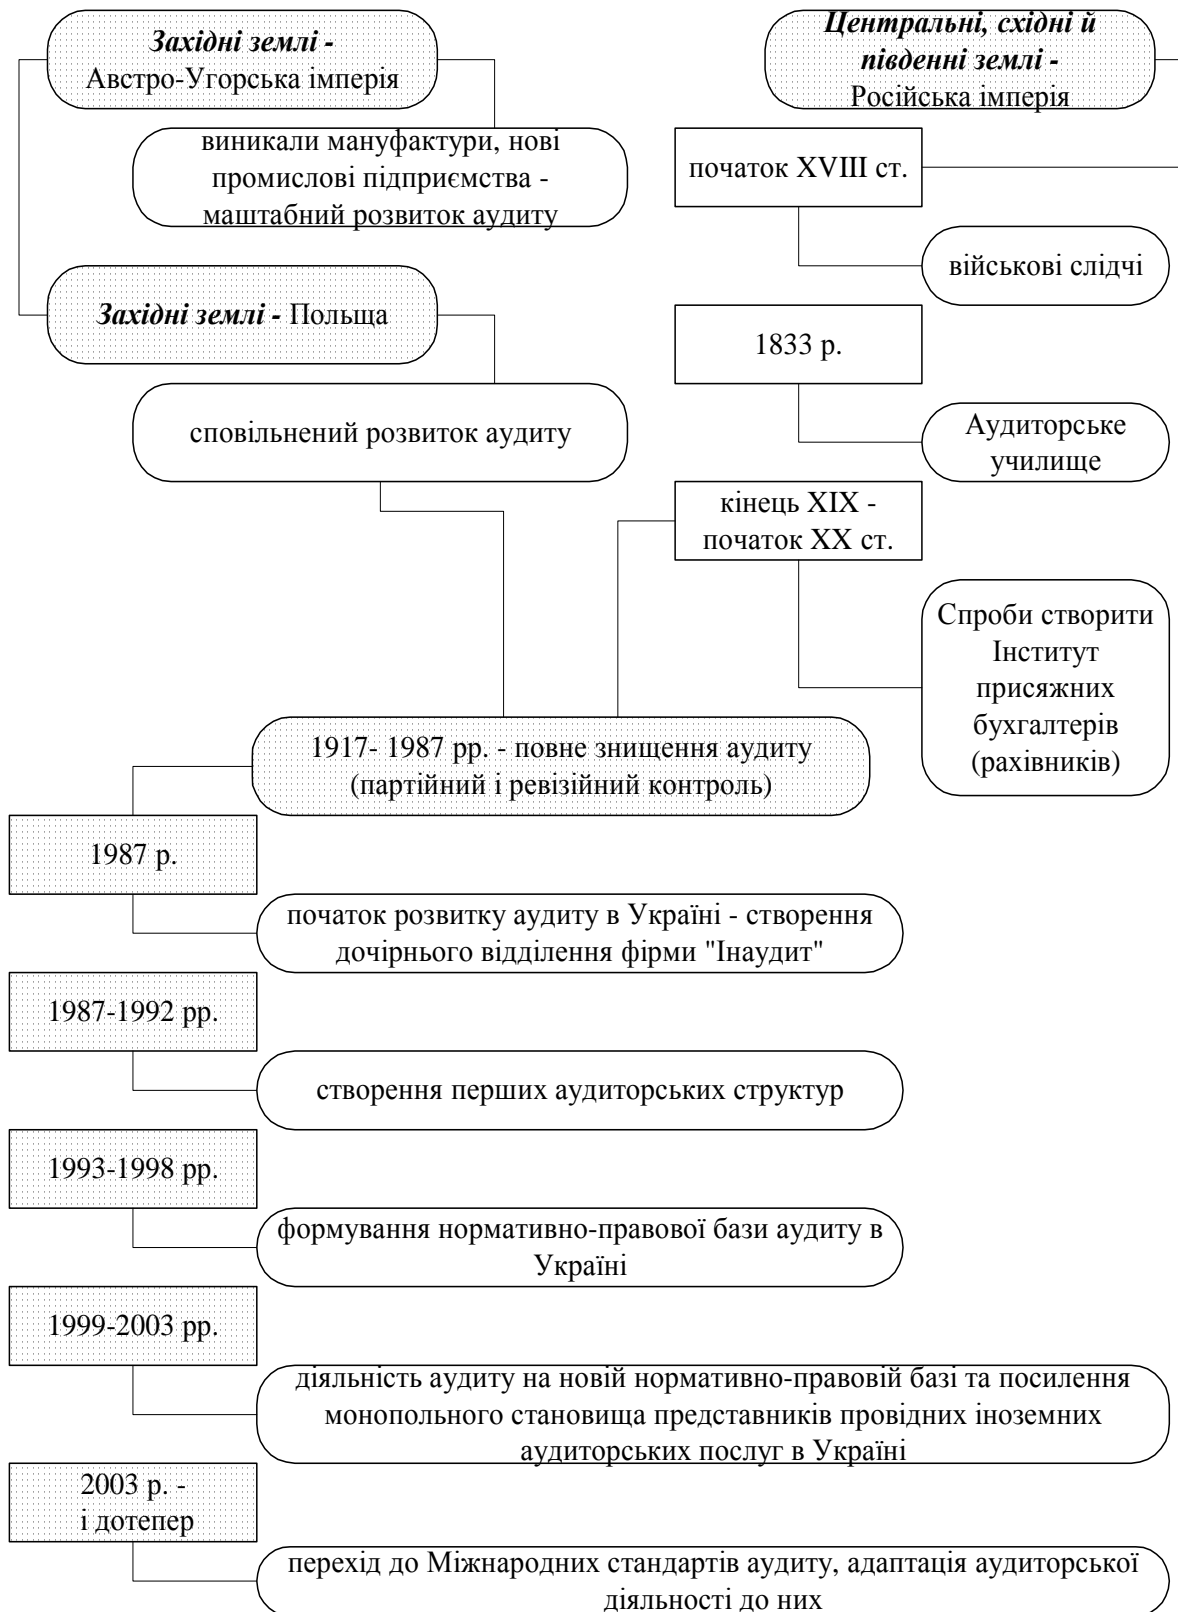 Західні землі -
Австро-Угорська імперія
виникали мануфактури, нові
промислові підприємства -
маштабний розвиток аудиту
Західні землі - Польща
сповільнений розвиток аудиту
Центральні, східні й
південні землі -
Російська імперія
початок XVIII ст.
військові слідчі
1833 р.
Аудиторське
училище
кінець XIX -
початок XX ст.
Спроби створити
Інститут
присяжних
бухгалтерів
(рахівників)
1917- 1987 рр. - повне знищення аудиту
(партійний і ревізійний контроль)
1987 р.
початок розвитку аудиту в Україні - створення
дочірнього відділення фірми "Інаудит"
1987-1992 рр.
створення перших аудиторських структур
1993-1998 рр.
формування нормативно-правової бази аудиту в
Україні
1999-2003 рр.
діяльність аудиту на новій нормативно-правовій базі та посилення
монопольного становища представників провідних іноземних
аудиторських послуг в Україні
2003 р. -
і дотепер
перехід до Міжнародних стандартів аудиту, адаптація аудиторської
діяльності до них